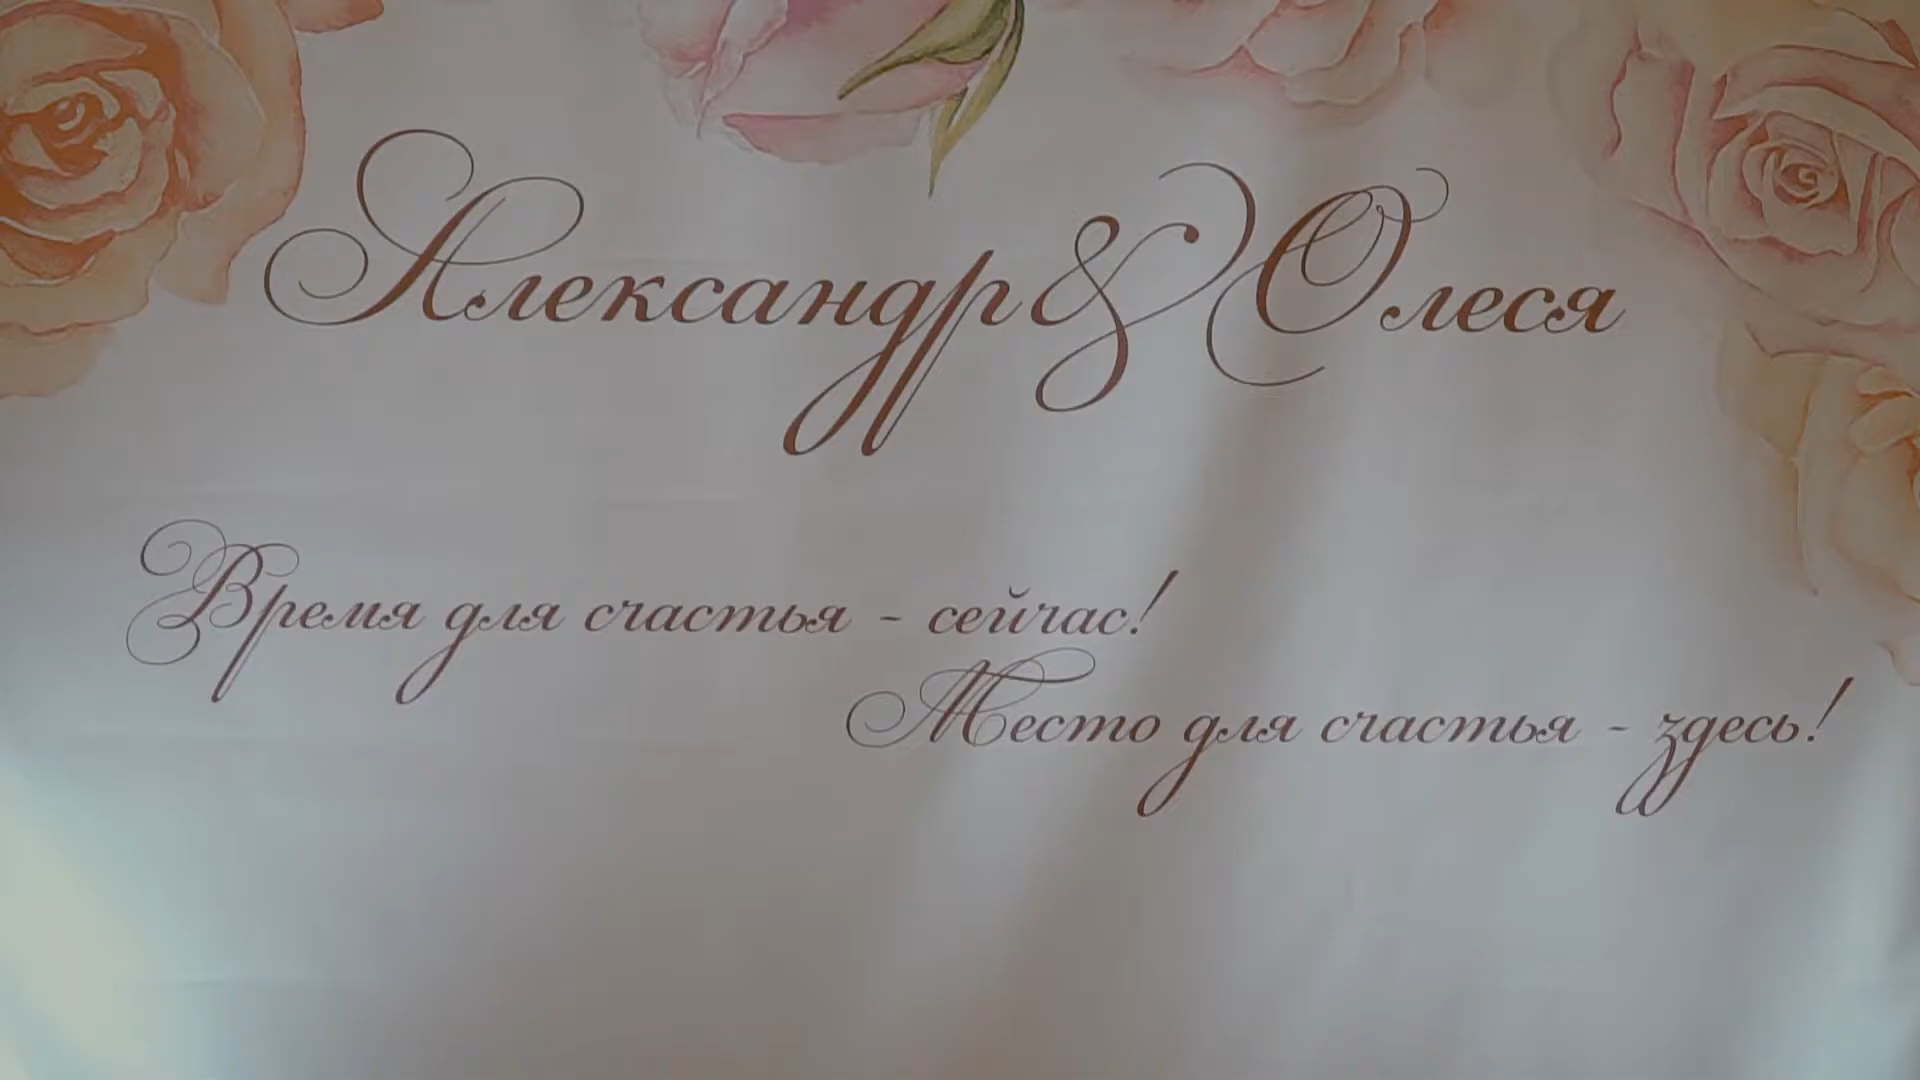 Александр & Олеся
Время для счастья - сейчас!
Место для счастья - здесь!